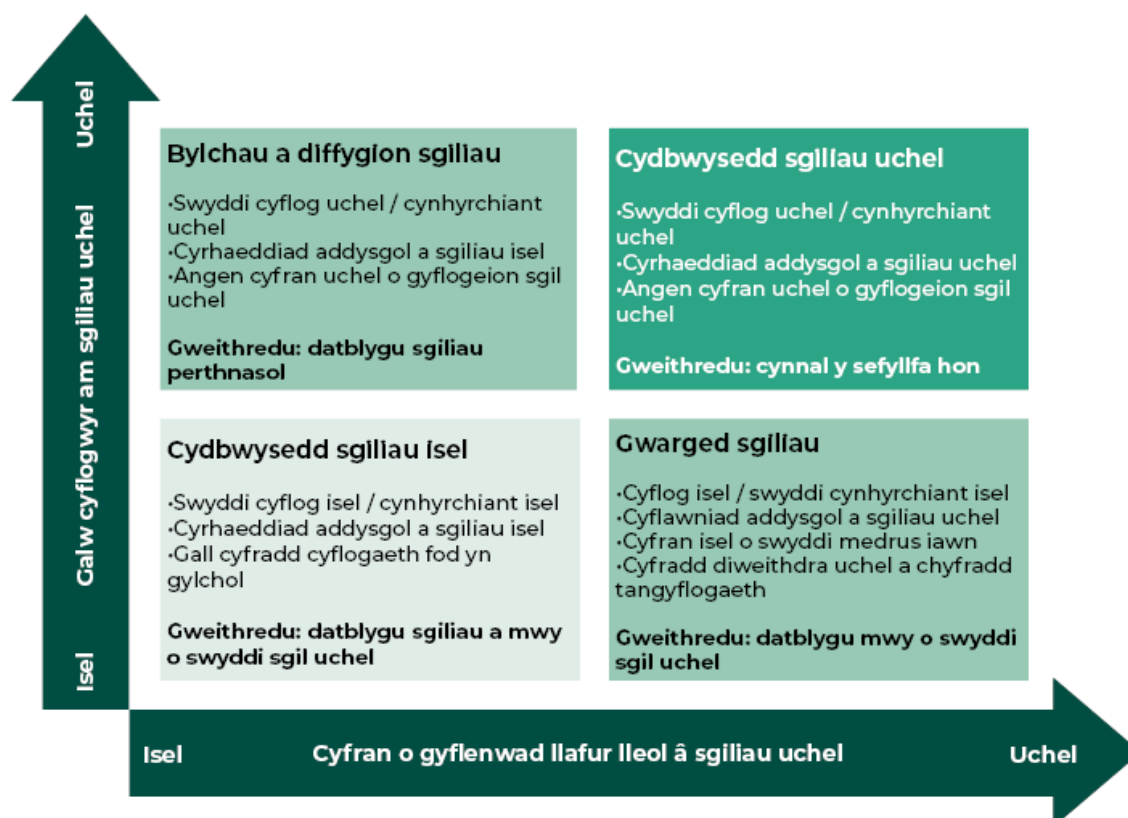 Uchel
Galw cyflogwyr am sgiliau uchel
Isel
Bylchau a diffygion sgiliau
•Swyddi cyflog uchel / cynhyrchiant
uchel
•Cyrhaeddiad addysgol a sgiliau isel
•Angen cyfran uchel o gyflogeion sgil
uchel
Gweithredu: datblygu sgiliau
perthnasol
Cydbwysedd sgiliau uchel
•Swyddi cyflog uchel / cynhyrchiant
uchel
•Cyrhaeddiad addysgol a sgiliau uchel
•Angen cyfran uchel o gyflogeion sgil
uchel
Gweithredu: cynnal y sefyllfa hon
Cydbwysedd sgiliau isel
•Swyddi cyflog isel / cynhyrchiant isel
•Cyrhaeddiad addysgol a sgiliau isel
•Gall cyfradd cyflogaeth fod yn
gylchol
Gweithredu: datblygu sgiliau a mwy
o swyddi sgil uchel
Gwarged sgiliau
•Cyflog isel / swyddi cynhyrchiant isel
•Cyflawniad addysgol a sgiliau uchel
•Cyfran isel o swyddi medrus iawn
•Cyfradd diweithdra uchel a chyfradd
tangyflogaeth
Gweithredu: datblygu mwy o swyddi
sgil uchel
Isel
Cyfran o gyflenwad llafur lleol â sgiliau uchel
Uchel